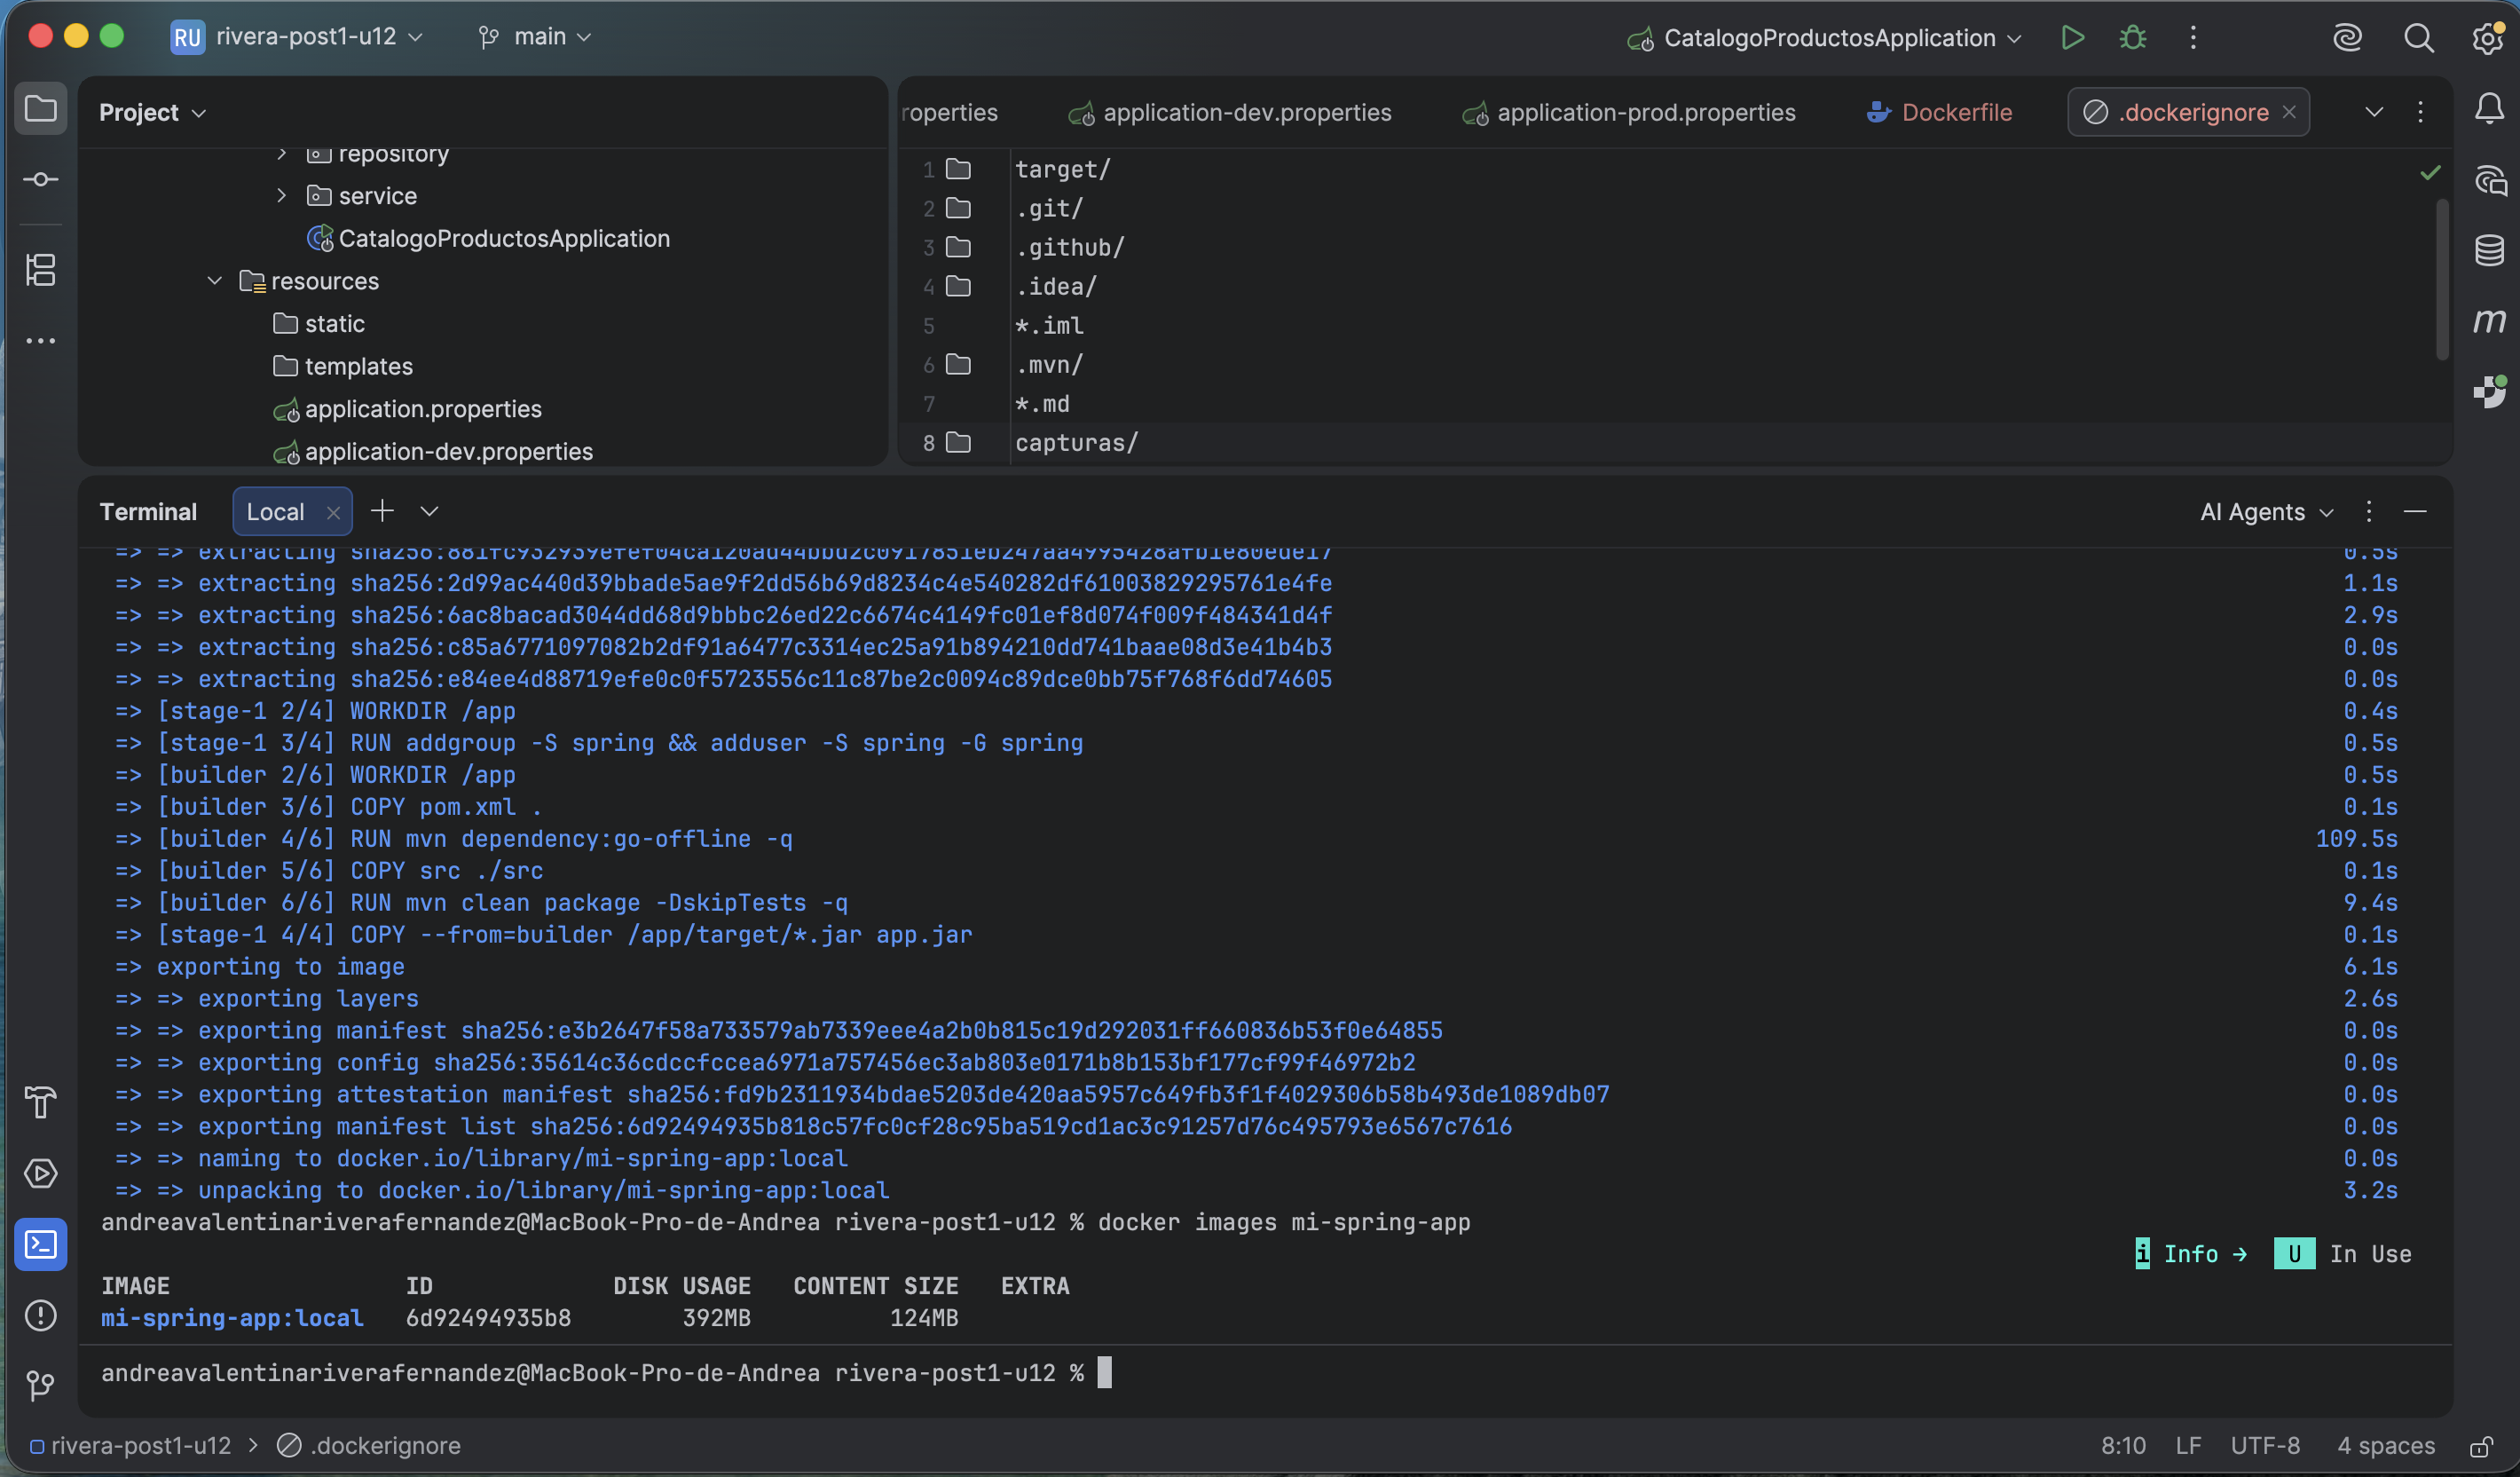 RU rivera-post1-u12 main CatalogoProductosApplication
Project
roperties application-dev.properties application-prod.properties Dockerfile .dockerignore
repository
service
CatalogoProductosApplication
resources
static
templates
application.properties
application-dev.properties
1 target/
2 .git/
3 .github/
4 .idea/
5 *.iml
6 .mvn/
7 *.md
8 capturas/
m
Terminal Local AI Agents
=> => extracting 0.5s
=> => extracting sha256:2d99ac440d39bbade5ae9f2dd56b69d8234c4e540282df61003829295761e4fe 1.1s
=> => extracting sha256:6ac8bacad3044dd68d9bbbc26ed22c6674c4149fc01ef8d074f009f484341d4f 2.9s
=> => extracting sha256:c85a6771097082b2df91a6477c3314ec25a91b894210dd741baae08d3e41b4b3 0.0s
=> => extracting sha256:e84ee4d88719efe0c0f5723556c11c87be2c0094c89dce0bb75f768f6dd74605 0.0s
=> [stage-1 2/4] WORKDIR /app 0.4s
=> [stage-1 3/4] RUN addgroup -S spring && adduser -S spring -G spring 0.5s
=> [builder 2/6] WORKDIR /app 0.5s
=> [builder 3/6] COPY pom.xml . 0.1s
=> [builder 4/6] RUN mvn dependency:go-offline -q 109.5s
=> [builder 5/6] COPY src ./src 0.1s
=> [builder 6/6] RUN mvn clean package -DskipTests -q 9.4s
=> [stage-1 4/4] COPY --from=builder /app/target/*.jar app.jar 0.1s
=> exporting to image 6.1s
=> => exporting layers 2.6s
=> => exporting manifest sha256:e3b2647f58a733579ab7339eee4a2b0b815c19d292031ff660836b53f0e64855 0.0s
=> => exporting config sha256:35614c36cdccfccea6971a757456ec3ab803e0171b8b153bf177cf99f46972b2 0.0s
=> => exporting attestation manifest sha256:fd9b2311934bdae5203de420aa5957c649fb3f1f4029306b58b493de1089db07 0.0s
=> => exporting manifest list sha256:6d92494935b818c57fc0cf28c95ba519cd1ac3c91257d76c495793e6567c7616 0.0s
=> => naming to docker.io/library/mi-spring-app:local 0.0s
=> => unpacking to docker.io/library/mi-spring-app:local 3.2s
andreavalentinariverafernandez@MacBook-Pro-de-Andrea rivera-post1-u12 % docker images mi-spring-app
i Info → U In Use
IMAGE ID DISK USAGE CONTENT SIZE EXTRA
mi-spring-app:local 6d92494935b8 392MB 124MB
andreavalentinariverafernandez@MacBook-Pro-de-Andrea rivera-post1-u12 %
rivera-post1-u12 > .dockerignore 8:10 LF UTF-8 4 spaces